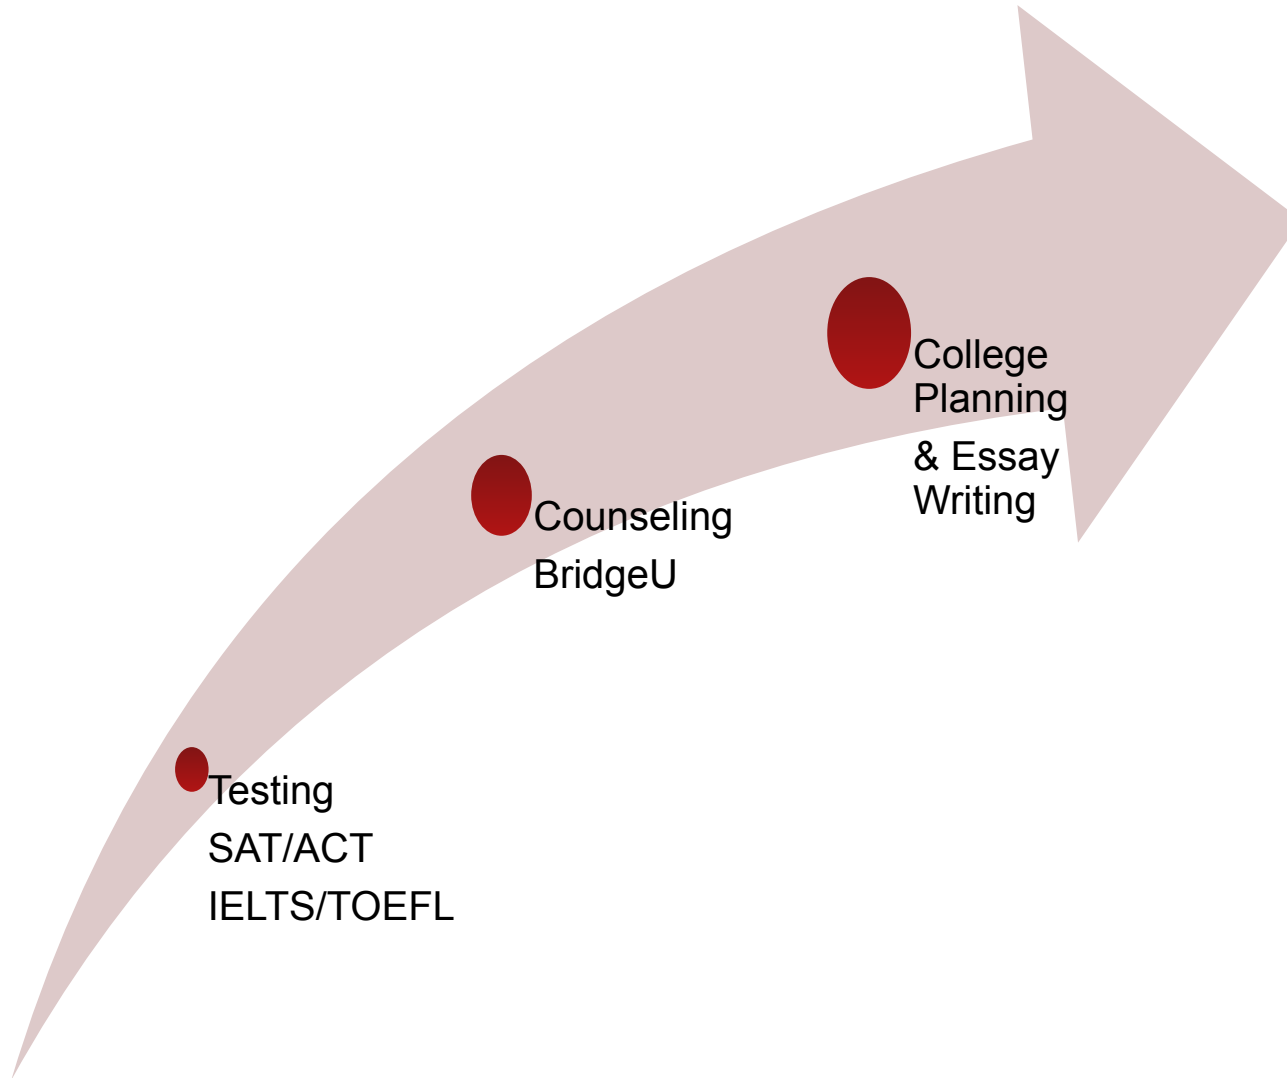 Testing
SAT/ACT
IELTS/TOEFL
Counseling
BridgeU
College
Planning
& Essay
Writing